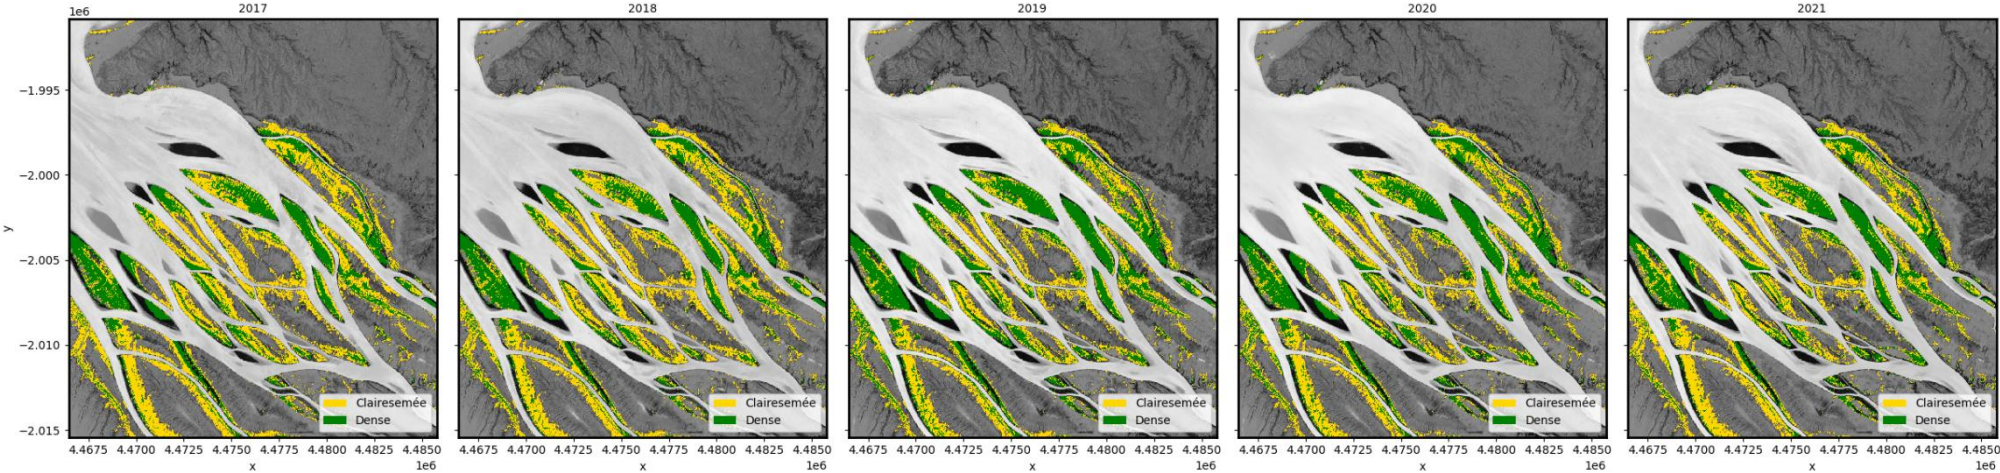 2017 2018 2019 2020 2021
1e6
−1.995
−2.000
−2.005
−2.010
−2.015
y
Clairesemée Clairesemée Clairesemée Clairesemée Clairesemée
Dense Dense Dense Dense Dense
4.4675 4.4700 4.4725 4.4750 4.4775 4.4800 4.4825 4.4850 4.4675 4.4700 4.4725 4.4750 4.4775 4.4800 4.4825 4.4850 4.4675 4.4700 4.4725 4.4750 4.4775 4.4800 4.4825 4.4850 4.4675 4.4700 4.4725 4.4750 4.4775 4.4800 4.4825 4.4850 4.4675 4.4700 4.4725 4.4750 4.4775 4.4800 4.4825 4.4850
x 1e6 x 1e6 x 1e6 x 1e6 x 1e6